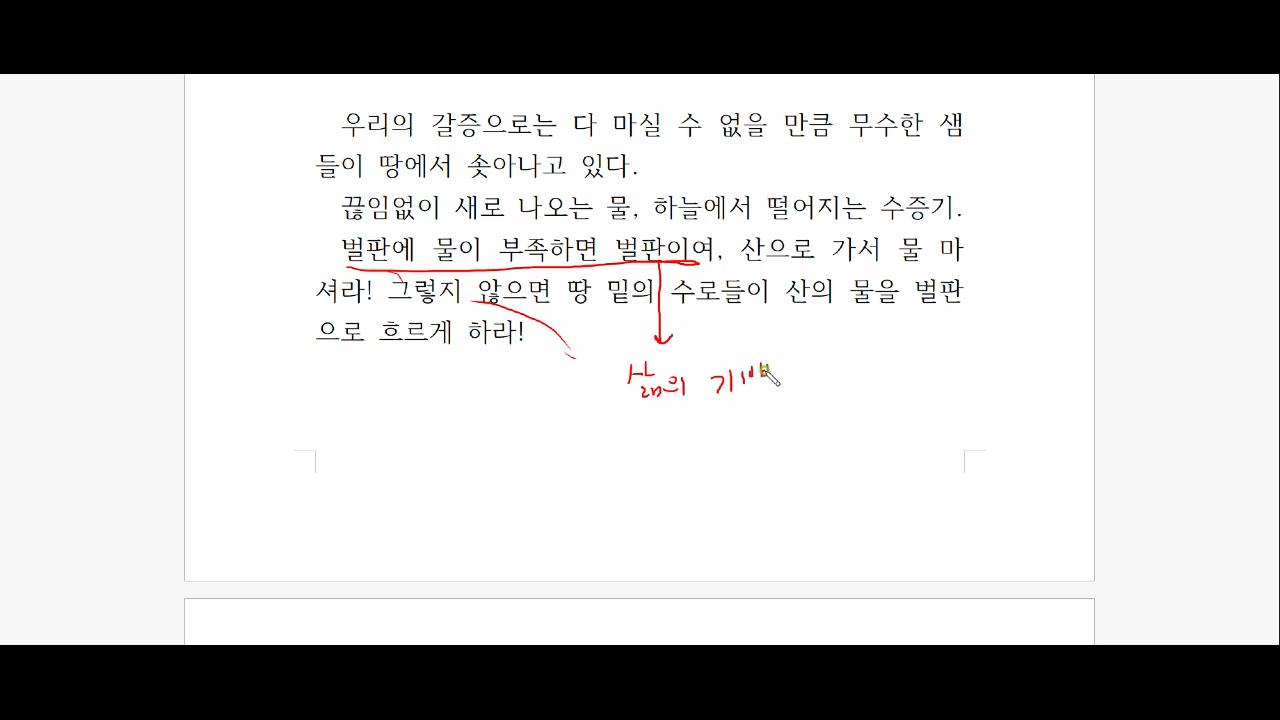 우리의 갈증으로는 다 마실 수 없을 만큼 무수한 샘
들이 땅에서 솟아나고 있다.
끊임없이 새로 나오는 물, 하늘에서 떨어지는 수증기.
벌판에 물이 부족하면 벌판이여, 산으로 가서 물 마
셔라! 그렇지 않으면 땅 밑의 수로들이 산의 물을 벌판
으로 흐르게 하라!
삶의